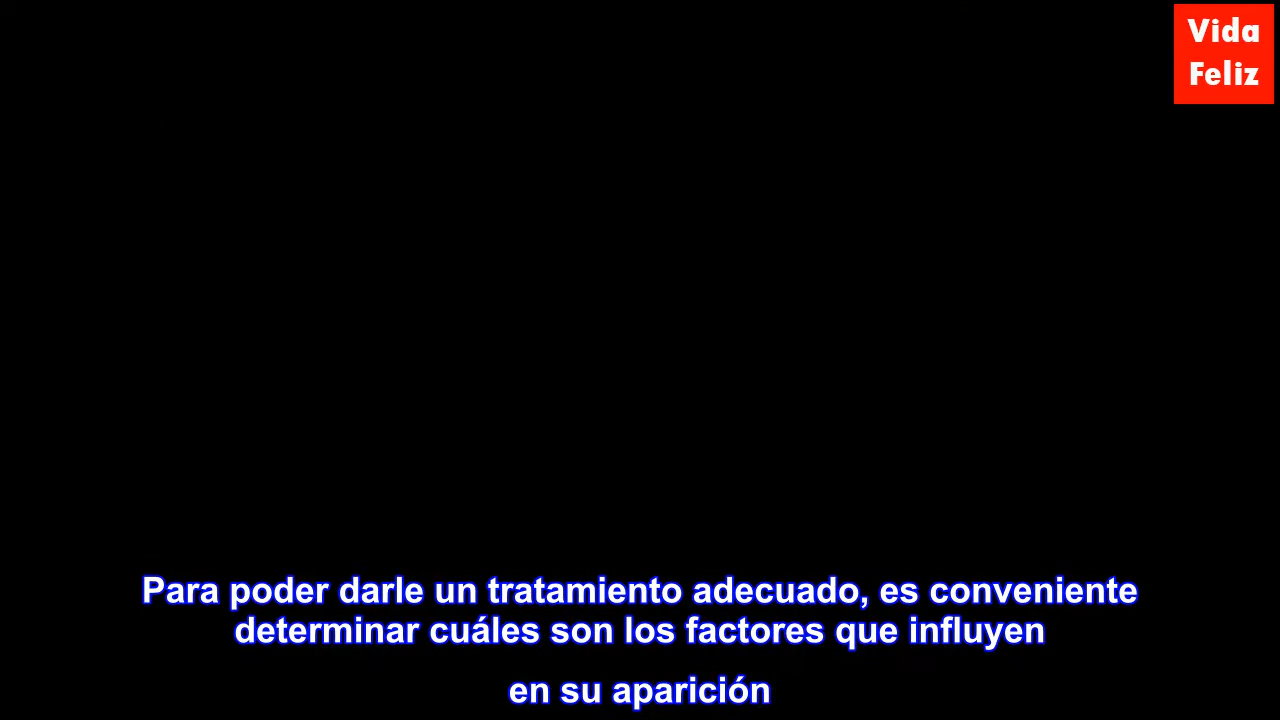 Vida
Feliz
Para poder darle un tratamiento adecuado, es conveniente
determinar cuáles son los factores que influyen
en su aparición